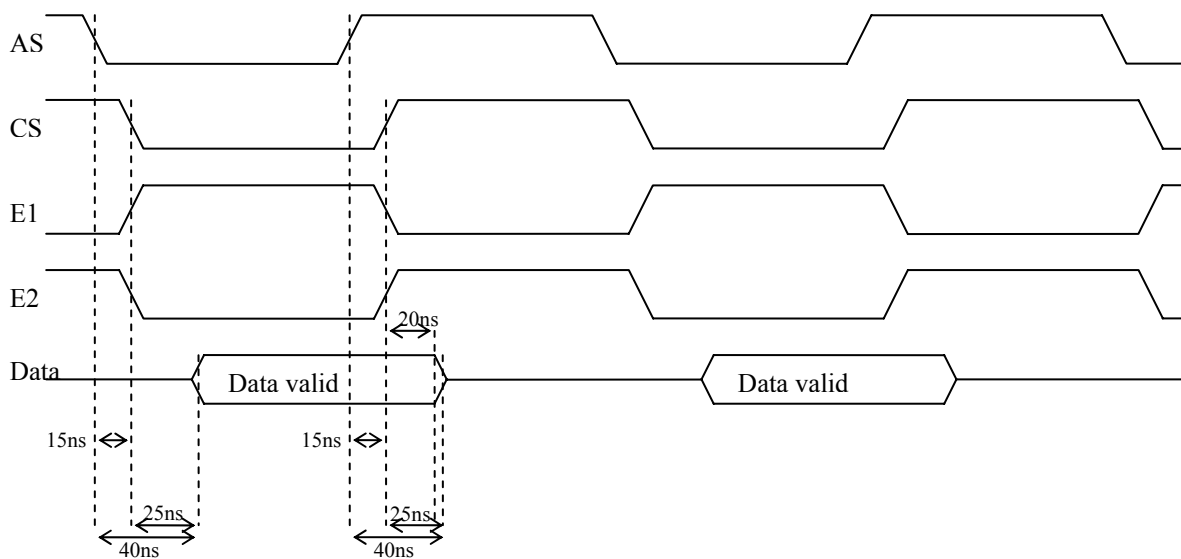 AS
CS
E1
E2
20ns
Data Data valid Data valid
15ns 15ns
25ns 25ns
40ns 40ns